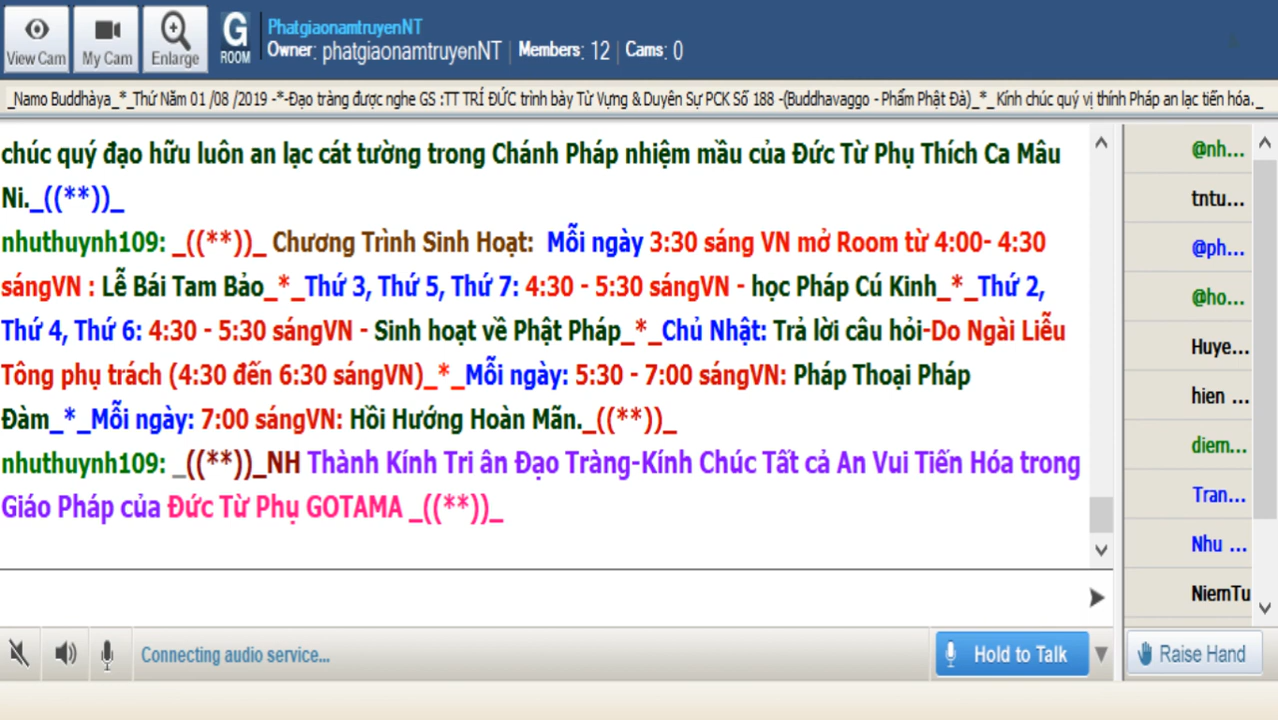 View Cam
My Cam
Enlarge
G
ROOM
PhatgiaonamtruyenNT
Owner: phatgiaonamtruyenNT | Members: 12 | Cams: 0
_Namo Buddhàya_*_Thứ Năm 01 /08 /2019 -*-Đạo tràng được nghe GS :TT TRÍ ĐỨC trình bày Từ Vựng & Duyên Sự PCK Số 188 -(Buddhavaggo - Phẩm Phật Đà)_*_ Kính chúc quý vị thính Pháp an lạc tiến hóa._
chúc quý đạo hữu luôn an lạc cát tường trong Chánh Pháp nhiệm mầu của Đức Từ Phụ Thích Ca Mâu
Ni._((**))_
nhuthuynh109: _((**))_ Chương Trình Sinh Hoạt: Mỗi ngày 3:30 sáng VN mở Room từ 4:00- 4:30
sángVN : Lễ Bái Tam Bảo_*_Thứ 3, Thứ 5, Thứ 7: 4:30 - 5:30 sángVN - học Pháp Cú Kinh_*_Thứ 2,
Thứ 4, Thứ 6: 4:30 - 5:30 sángVN - Sinh hoạt về Phật Pháp_*_Chủ Nhật: Trả lời câu hỏi-Do Ngài Liễu
Tông phụ trách (4:30 đến 6:30 sángVN)_*_Mỗi ngày: 5:30 - 7:00 sángVN: Pháp Thoại Pháp
Đàm_*_Mỗi ngày: 7:00 sángVN: Hồi Hướng Hoàn Mãn._((**))_
nhuthuynh109: _((**))_NH Thành Kính Tri ân Đạo Tràng-Kính Chúc Tất cả An Vui Tiến Hóa trong
Giáo Pháp của Đức Từ Phụ GOTAMA _((**))_
@nh...
tntu...
@ph...
@ho...
Huye...
hien ...
diem...
Tran...
Nhu ...
NiemTu
Connecting audio service...
Hold to Talk
Raise Hand